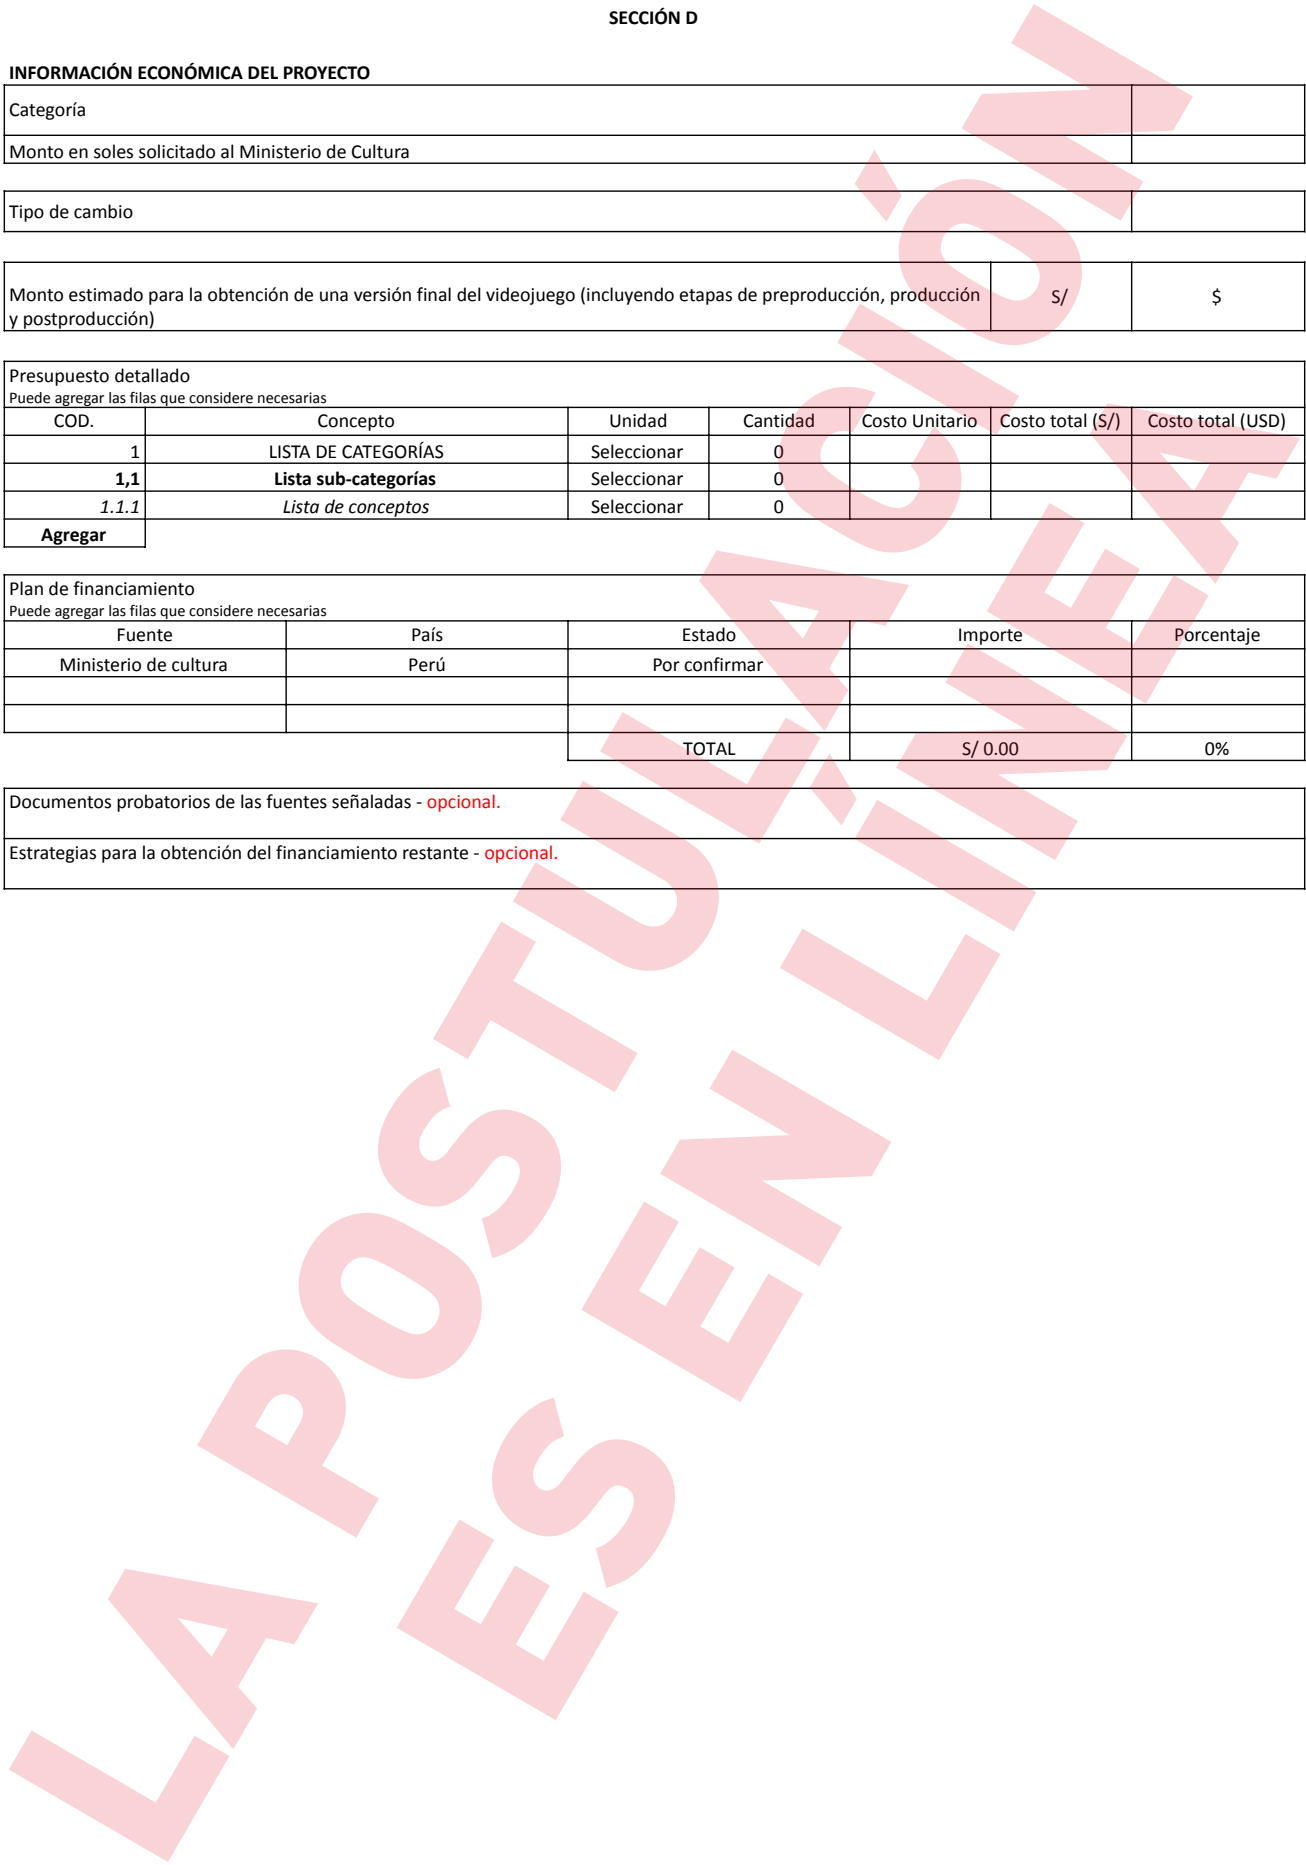 SECCIÓN D
INFORMACIÓN ECONÓMICA DEL PROYECTO
Categoría
Monto en soles solicitado al Ministerio de Cultura
Tipo de cambio
Monto estimado para la obtención de una versión final del videojuego (incluyendo etapas de preproducción, producción
y postproducción) S/ $
Presupuesto detallado
Puede agregar las filas que considere necesarias
COD. Concepto Unidad Cantidad Costo Unitario Costo total (S/) Costo total (USD)
1 LISTA DE CATEGORÍAS Seleccionar 0
1,1 Lista sub-categorías Seleccionar 0
1.1.1 Lista de conceptos Seleccionar 0
Agregar
Plan de financiamiento
Puede agregar las filas que considere necesarias
Fuente País Estado Importe Porcentaje
Ministerio de cultura Perú Por confirmar
TOTAL S/ 0.00 0%
Documentos probatorios de las fuentes señaladas - opcional.
Estrategias para la obtención del financiamiento restante - opcional.
LA POSTULACIÓN
ES EN LÍNEA